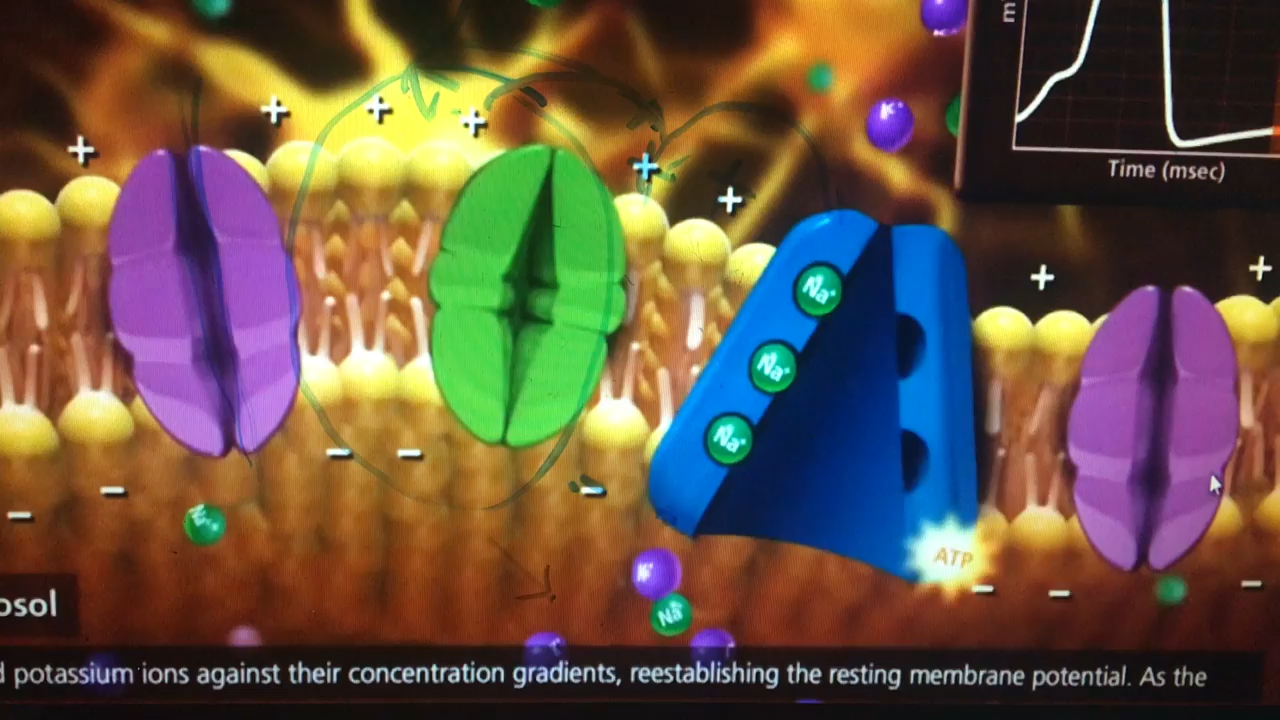 m
Time (msec)
K⁺
Na⁺
Na⁺
Na⁺
ATP
K⁺
Na⁺
osol
d potassium ions against their concentration gradients, reestablishing the resting membrane potential. As the